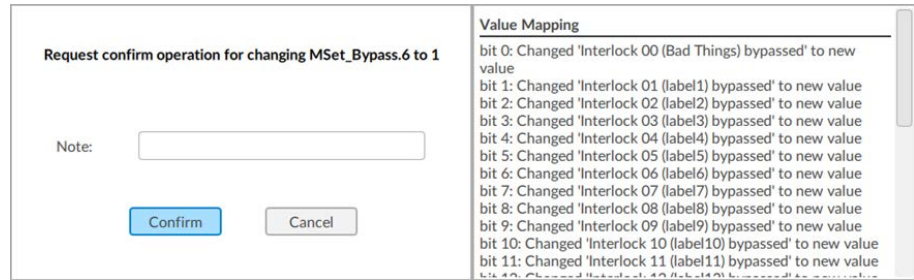 Request confirm operation for changing MSet_Bypass.6 to 1
Note:
Confirm
Cancel
Value Mapping
bit 0: Changed 'Interlock 00 (Bad Things) bypassed' to new
value
bit 1: Changed 'Interlock 01 (label1) bypassed' to new value
bit 2: Changed 'Interlock 02 (label2) bypassed' to new value
bit 3: Changed 'Interlock 03 (label3) bypassed' to new value
bit 4: Changed 'Interlock 04 (label4) bypassed' to new value
bit 5: Changed 'Interlock 05 (label5) bypassed' to new value
bit 6: Changed 'Interlock 06 (label6) bypassed' to new value
bit 7: Changed 'Interlock 07 (label7) bypassed' to new value
bit 8: Changed 'Interlock 08 (label8) bypassed' to new value
bit 9: Changed 'Interlock 09 (label9) bypassed' to new value
bit 10: Changed 'Interlock 10 (label10) bypassed' to new value
bit 11: Changed 'Interlock 11 (label11) bypassed' to new value